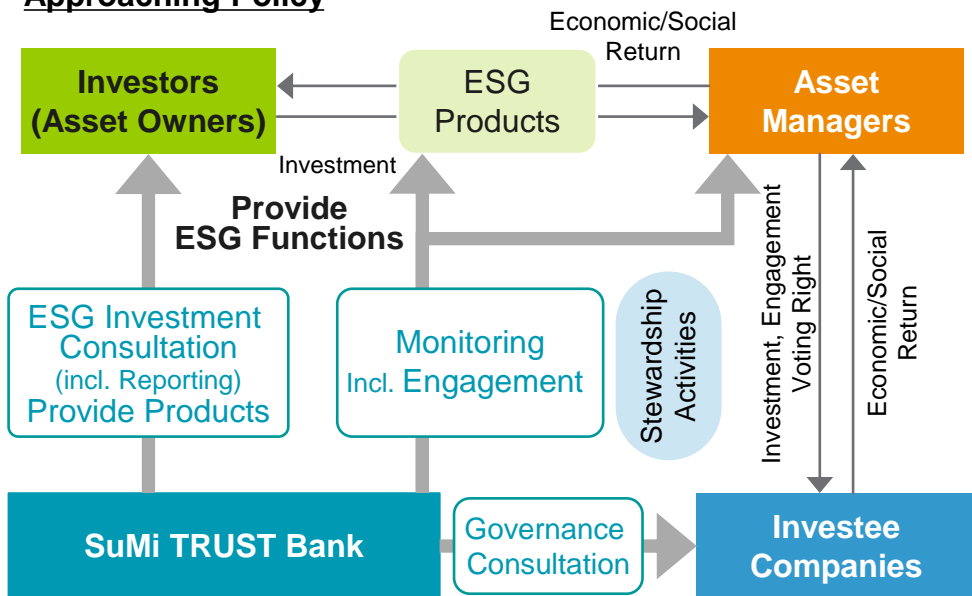 Approaching Policy
Economic/Social
Return
Investors
(Asset Owners)
ESG
Products
Asset
Managers
Investment
Provide
ESG Functions
ESG Investment
Consultation
(incl. Reporting)
Provide Products
Monitoring
Incl. Engagement
Stewardship
Activities
Investment, Engagement
Voting Right
Economic/Social
Return
SuMi TRUST Bank
Governance
Consultation
Investee
Companies